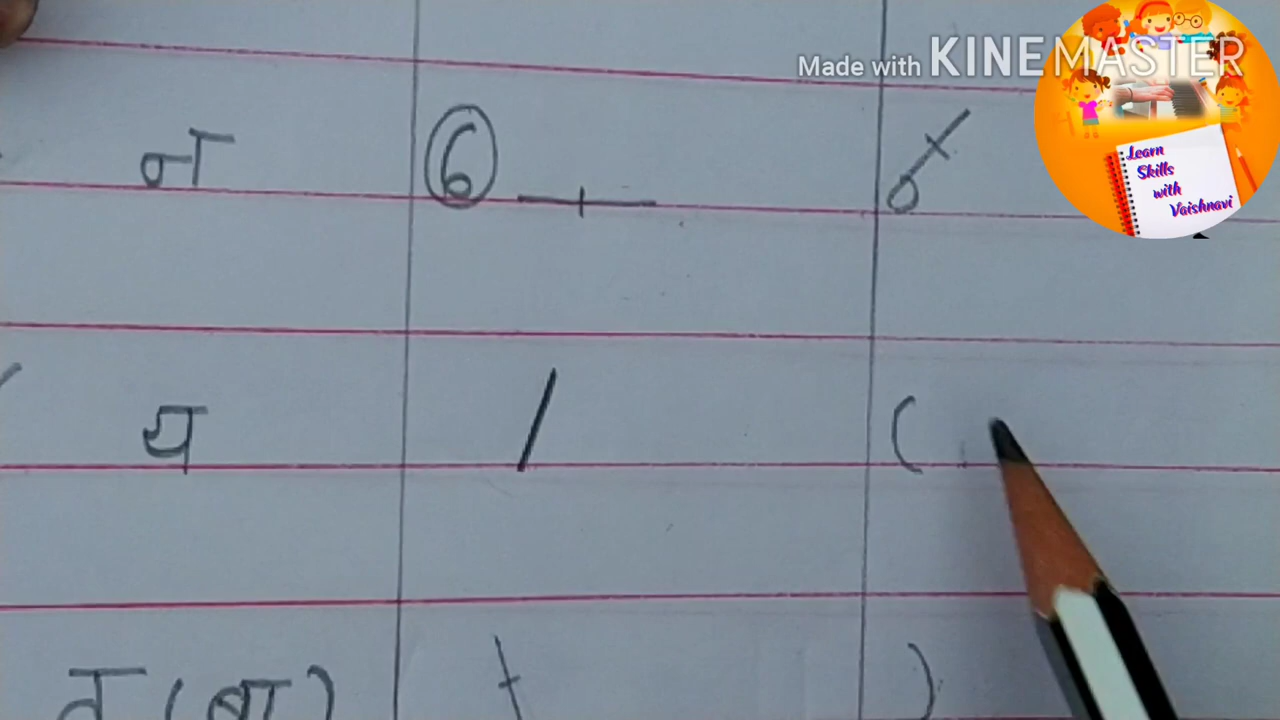 Made with KINEMASTER
Learn
Skills
with
Vaishnavi
न 6
य
व (वा)